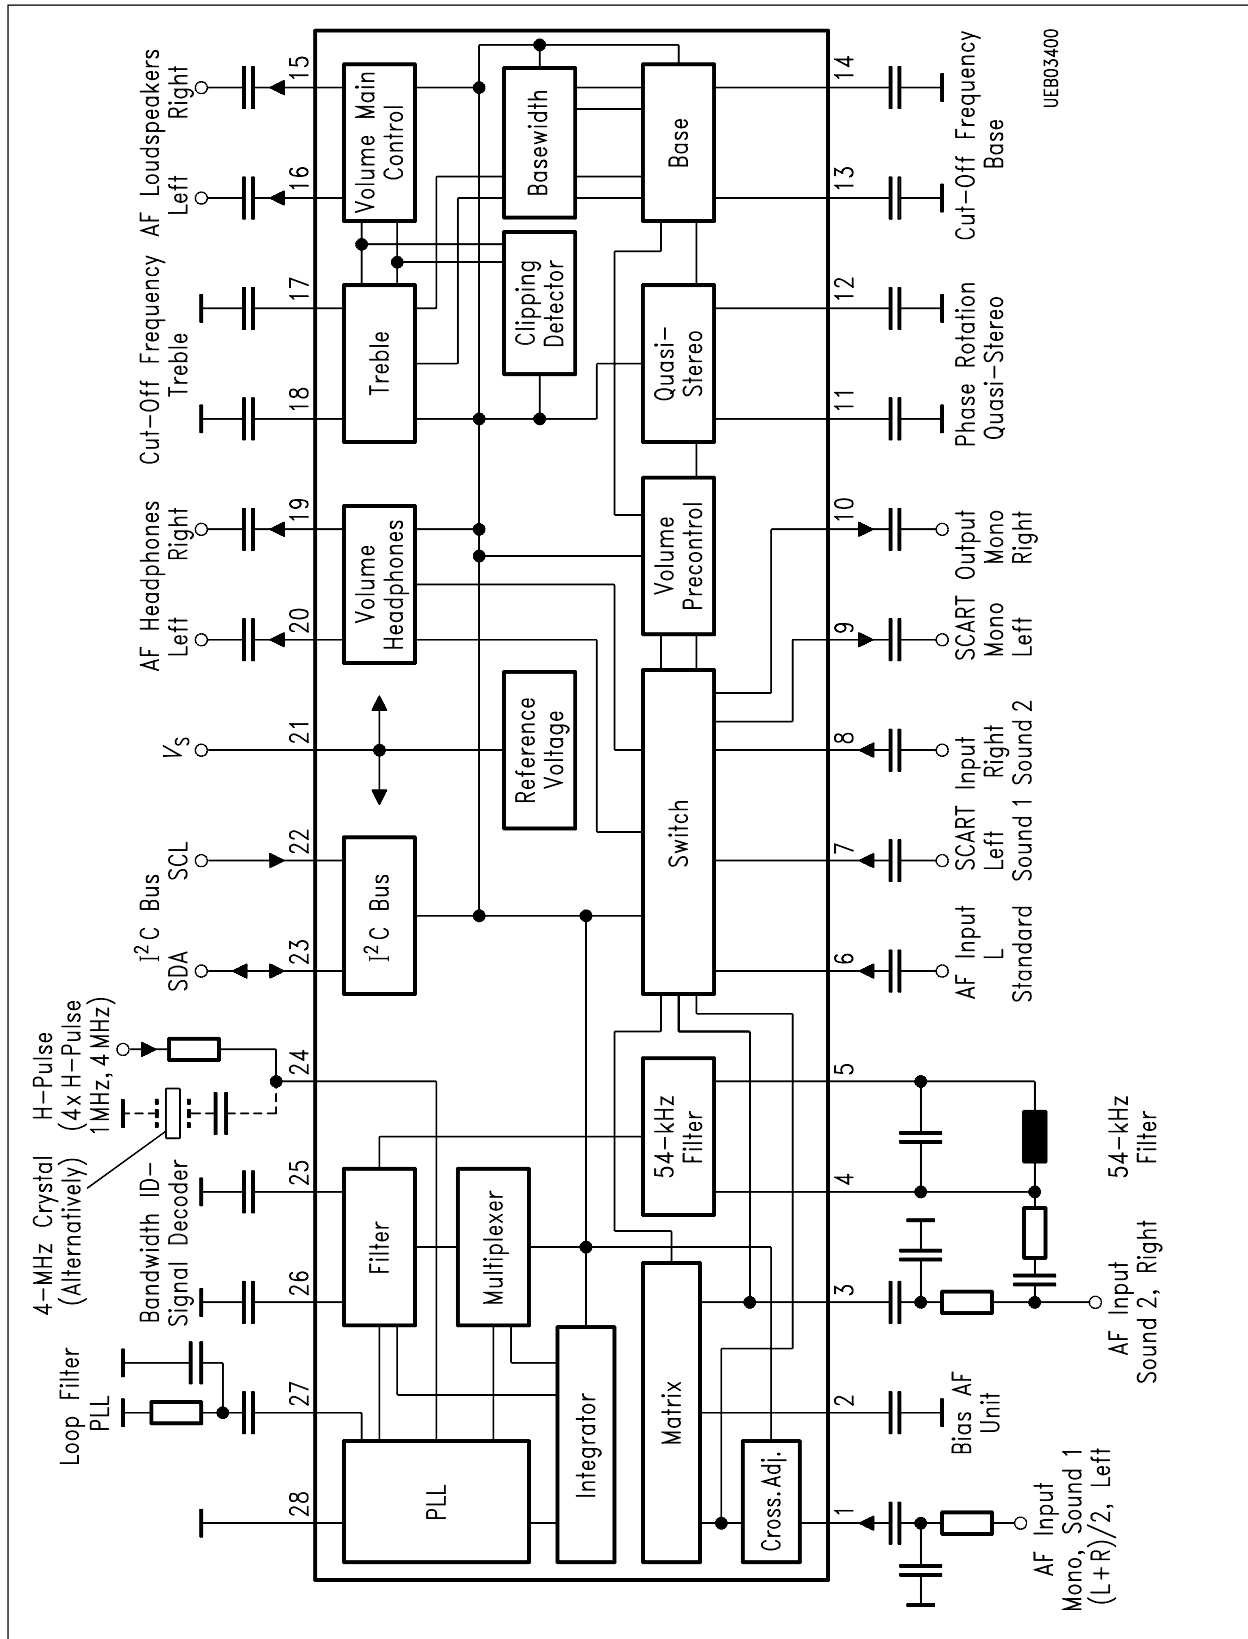 4-MHz Crystal
(Alternatively)
H-Pulse
(4x H-Pulse
1MHz, 4 MHz)
Loop Filter
PLL
Bandwidth ID-
Signal Decoder
I²C Bus
SDA
SCL
Vs
AF Headphones
Left
Right
Cut-Off Frequency
Treble
AF Loudspeakers
Left
Right
28
27
26
25
24
23
22
21
20
19
18
17
16
15
PLL
Filter
I²C Bus
Volume
Headphones
Treble
Volume Main
Control
Multiplexer
Integrator
Reference
Voltage
Clipping
Detector
Basewidth
Matrix
54-kHz
Filter
Switch
Volume
Precontrol
Quasi-
Stereo
Base
Cross.Adj.
1
2
3
4
5
6
7
8
9
10
11
12
13
14
AF Input
Mono, Sound 1
(L+R)/2, Left
Bias AF
Unit
AF Input
Sound 2, Right
54-kHz
Filter
AF Input
L
Standard
SCART Input
Left Right
Sound 1 Sound 2
SCART Output
Mono Mono
Left Right
Phase Rotation
Quasi-Stereo
Cut-Off Frequency
Base
UEB03400